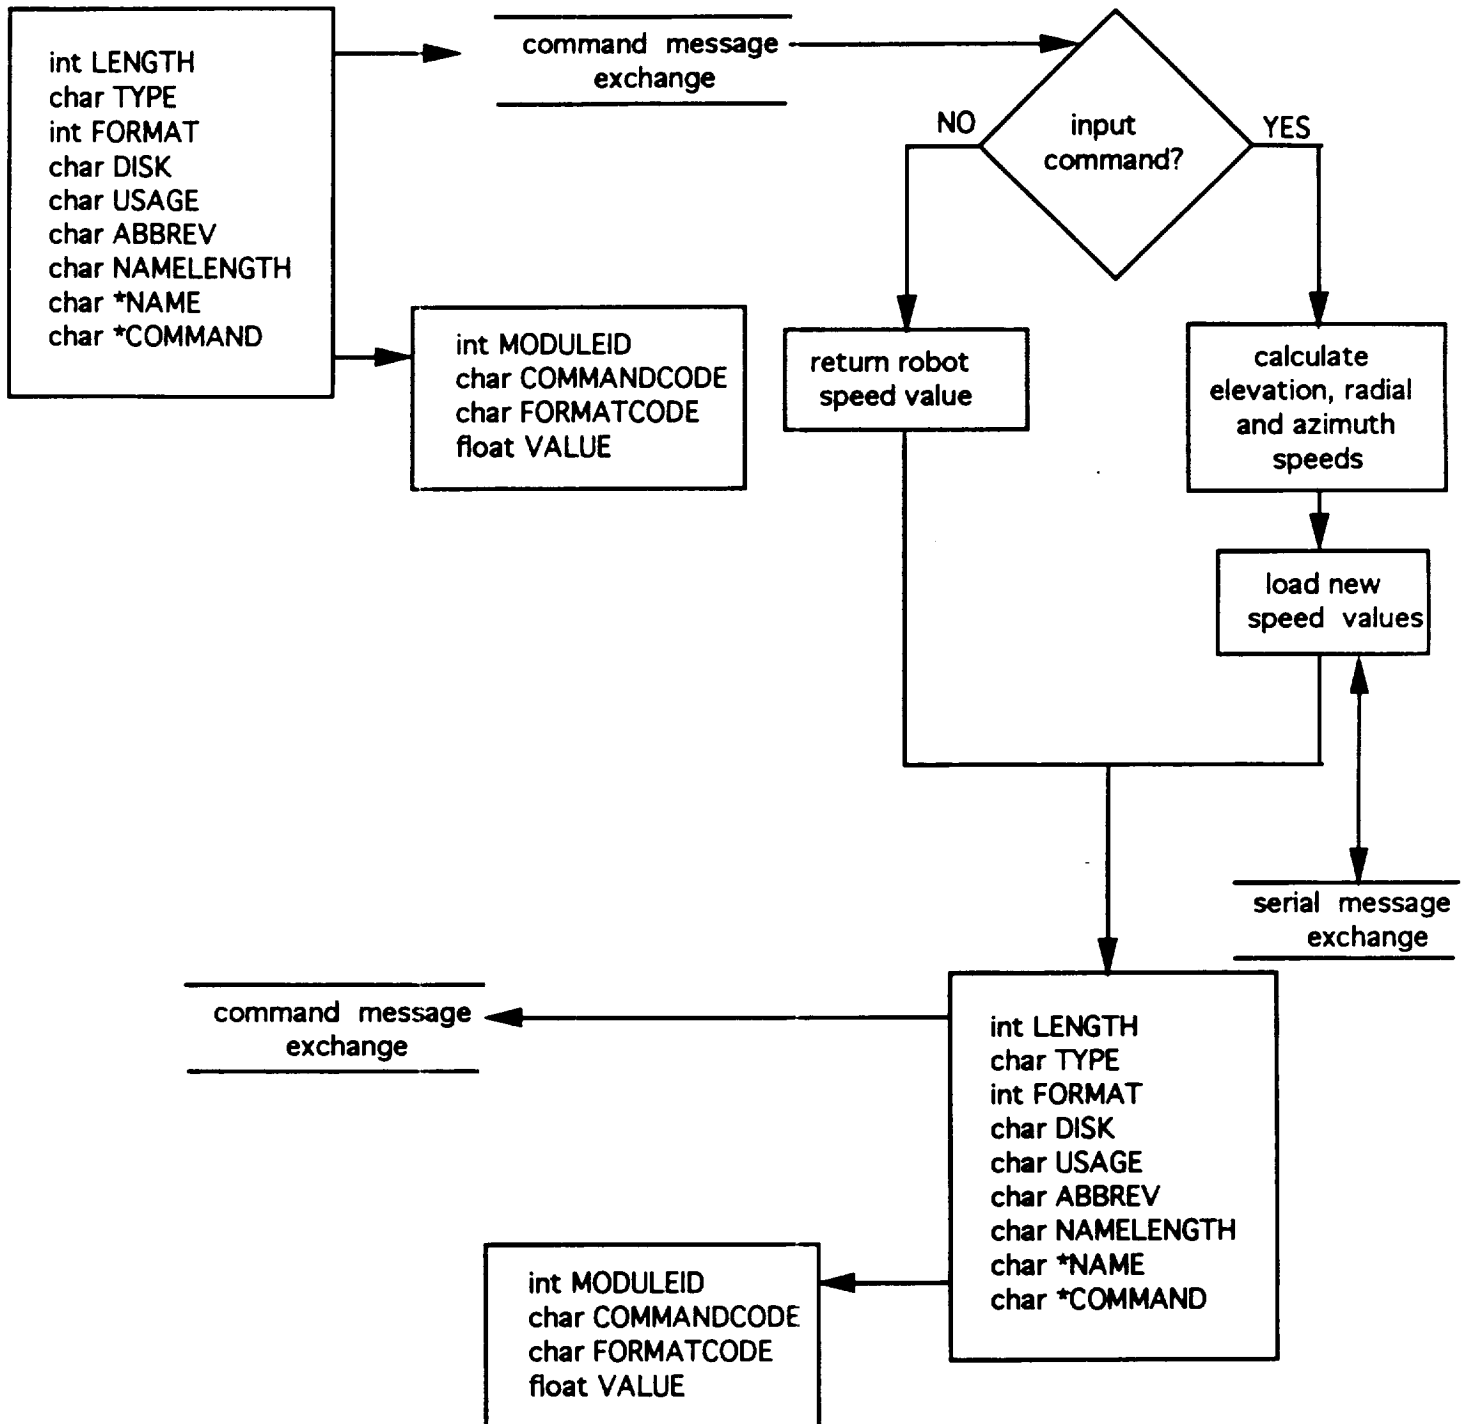 int LENGTH
char TYPE
int FORMAT
char DISK
char USAGE
char ABBREV
char NAMELENGTH
char *NAME
char *COMMAND
command message
exchange
input
command?
NO
YES
int MODULEID
char COMMANDCODE
char FORMATCODE
float VALUE
return robot
speed value
calculate
elevation, radial
and azimuth
speeds
load new
speed values
serial message
exchange
command message
exchange
int LENGTH
char TYPE
int FORMAT
char DISK
char USAGE
char ABBREV
char NAMELENGTH
char *NAME
char *COMMAND
int MODULEID
char COMMANDCODE
char FORMATCODE
float VALUE